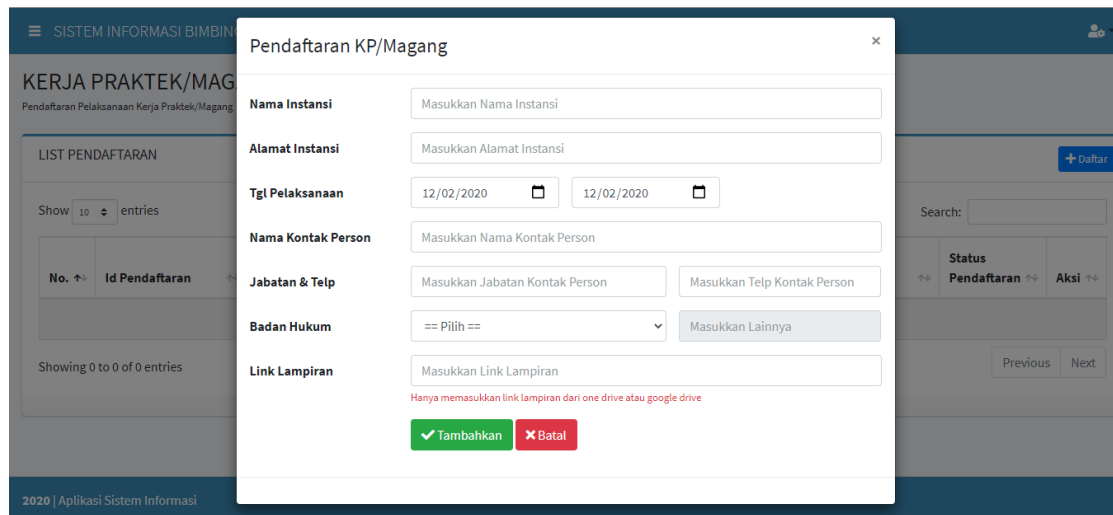 SISTEM INFORMASI BIMBIN
KERJA PRAKTEK/MAG
Pendaftaran Pelaksanaan Kerja Praktek/Magang
LIST PENDAFTARAN
+ Daftar
Show 10 entries
Search:
No. Id Pendaftaran Status Pendaftaran Aksi
Showing 0 to 0 of 0 entries
Previous Next
2020 | Aplikasi Sistem Informasi
Pendaftaran KP/Magang ×
Nama Instansi Masukkan Nama Instansi
Alamat Instansi Masukkan Alamat Instansi
Tgl Pelaksanaan 12/02/2020 12/02/2020
Nama Kontak Person Masukkan Nama Kontak Person
Jabatan & Telp Masukkan Jabatan Kontak Person Masukkan Telp Kontak Person
Badan Hukum == Pilih == Masukkan Lainnya
Link Lampiran Masukkan Link Lampiran
Hanya memasukkan link lampiran dari one drive atau google drive
Tambahkan Batal